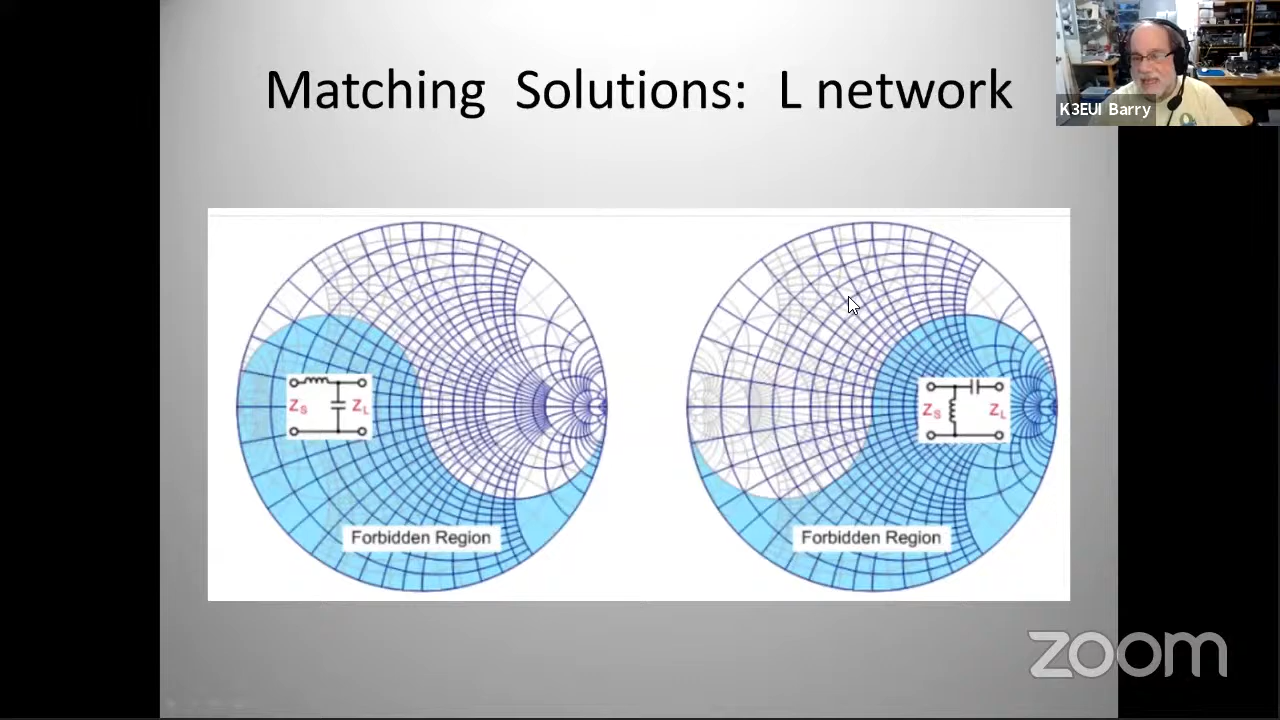 Matching Solutions: L network
K3EUI Barry
ZS ZL
Forbidden Region
ZS ZL
Forbidden Region
zoom